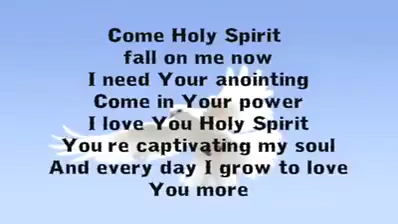 Come Holy Spirit
fall on me now
I need Your anointing
Come in Your power
I love You Holy Spirit
You re captivating my soul
And every day I grow to love
You more